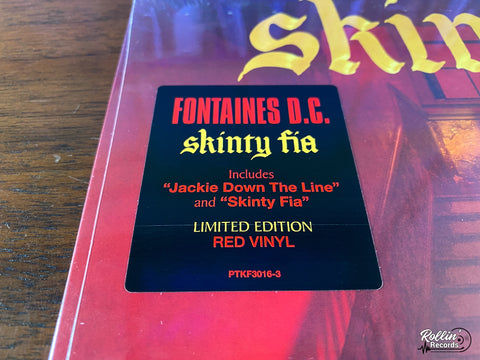 skin
FONTAINES D.C.
skinty fia
Includes
"Jackie Down The Line"
and "Skinty Fia"
LIMITED EDITION
RED VINYL
PTKF3016-3
Rollin
Records